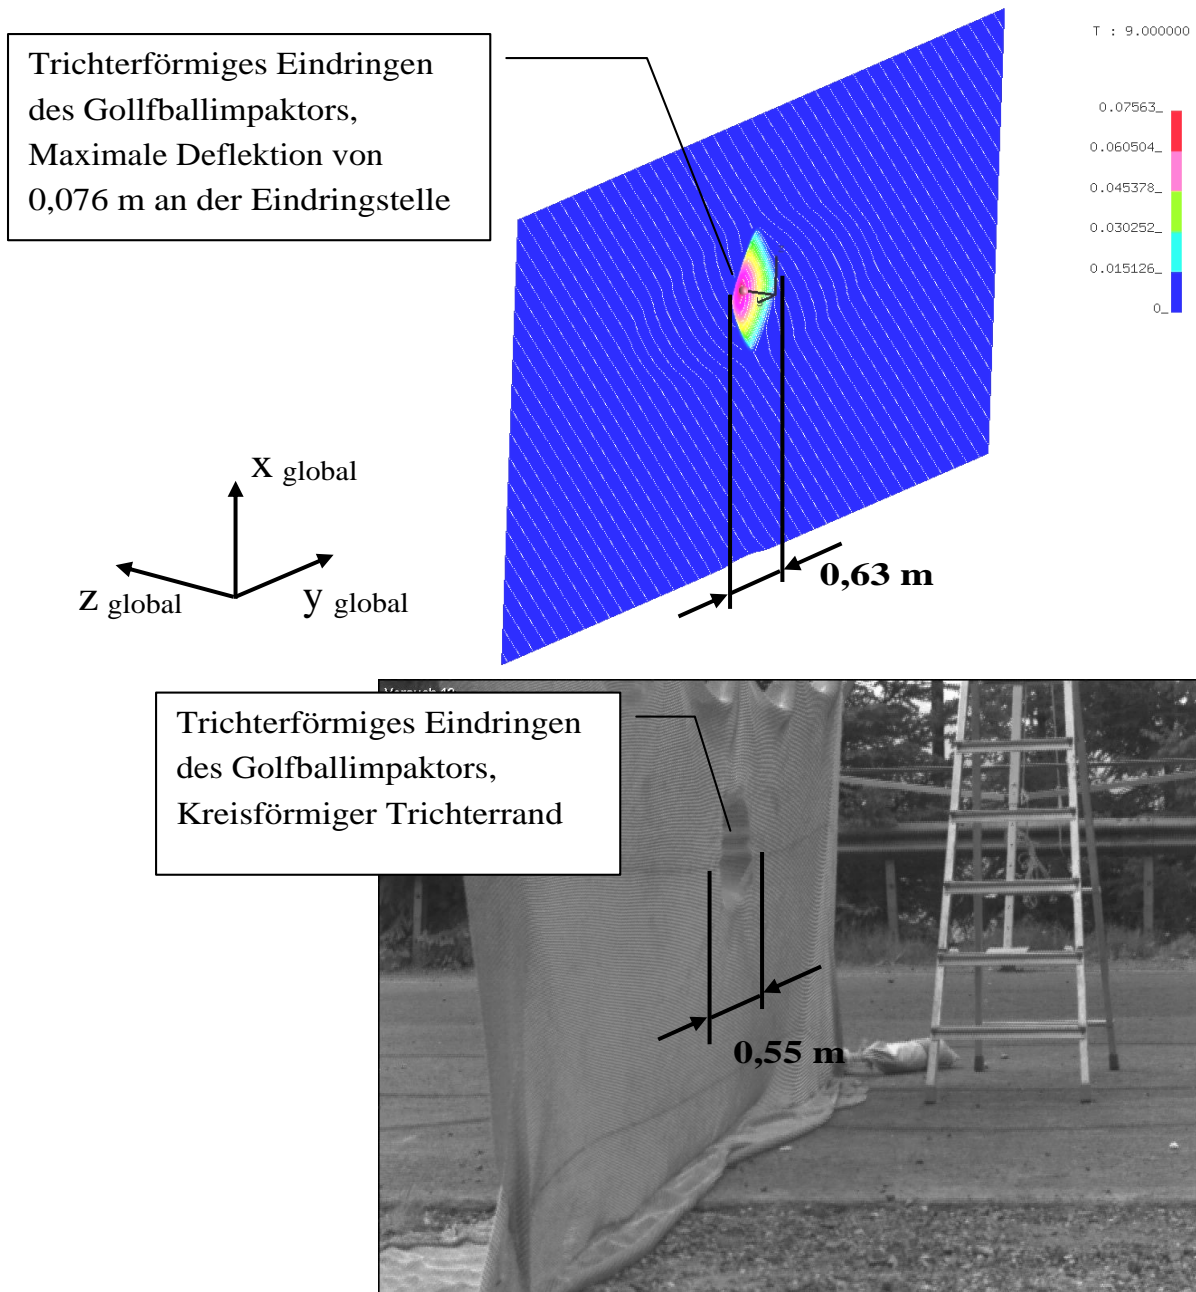 Trichterförmiges Eindringen
des Gollfballimpaktors,
Maximale Deflektion von
0,076 m an der Eindringstelle
T : 9.000000
0.07563_
0.060504_
0.045378_
0.030252_
0.015126_
0_
x global
z global
y global
0,63 m
Trichterförmiges Eindringen
des Golfballimpaktors,
Kreisförmiger Trichterrand
0,55 m